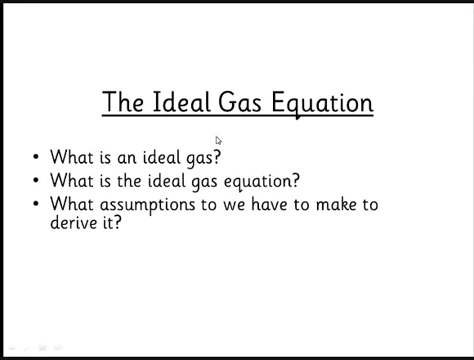 The Ideal Gas Equation
• What is an ideal gas?
• What is the ideal gas equation?
• What assumptions to we have to make to
derive it?